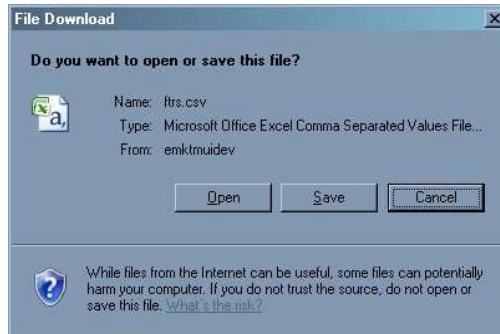 File Download
Do you want to open or save this file?
Name: ftrs.csv
Type: Microsoft Office Excel Comma Separated Values File...
From: emktmuidev
Open Save Cancel
While files from the Internet can be useful, some files can potentially
harm your computer. If you do not trust the source, do not open or
save this file. What's the risk?